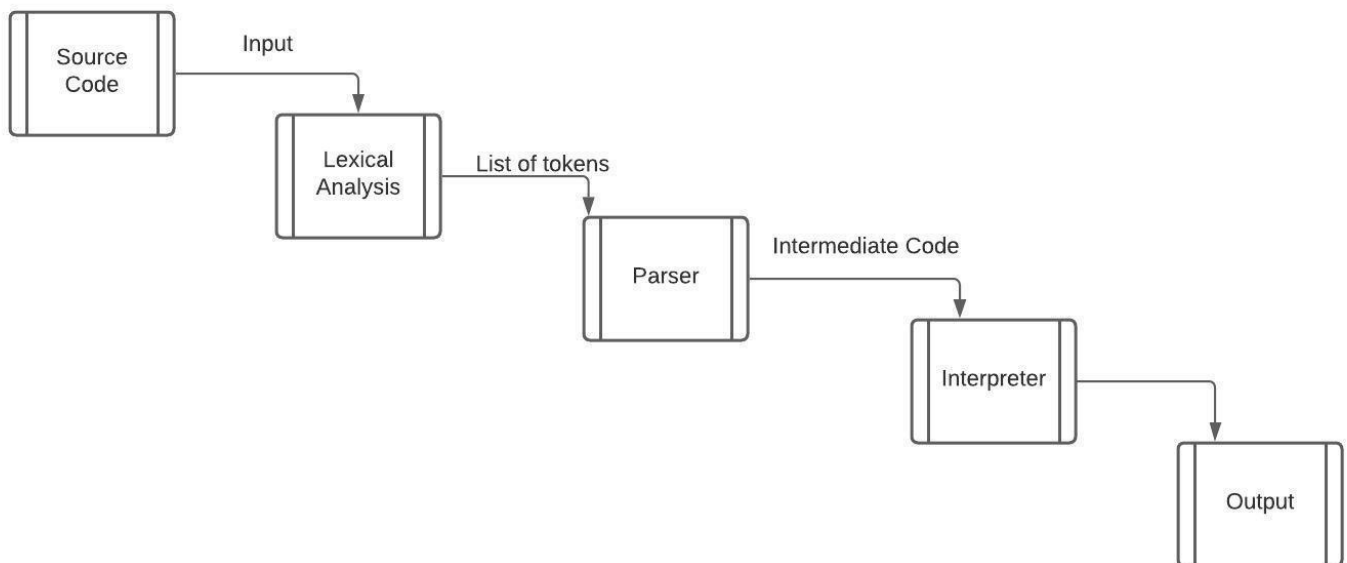 Source
Code
Input
Lexical
Analysis
List of tokens
Parser
Intermediate Code
Interpreter
Output